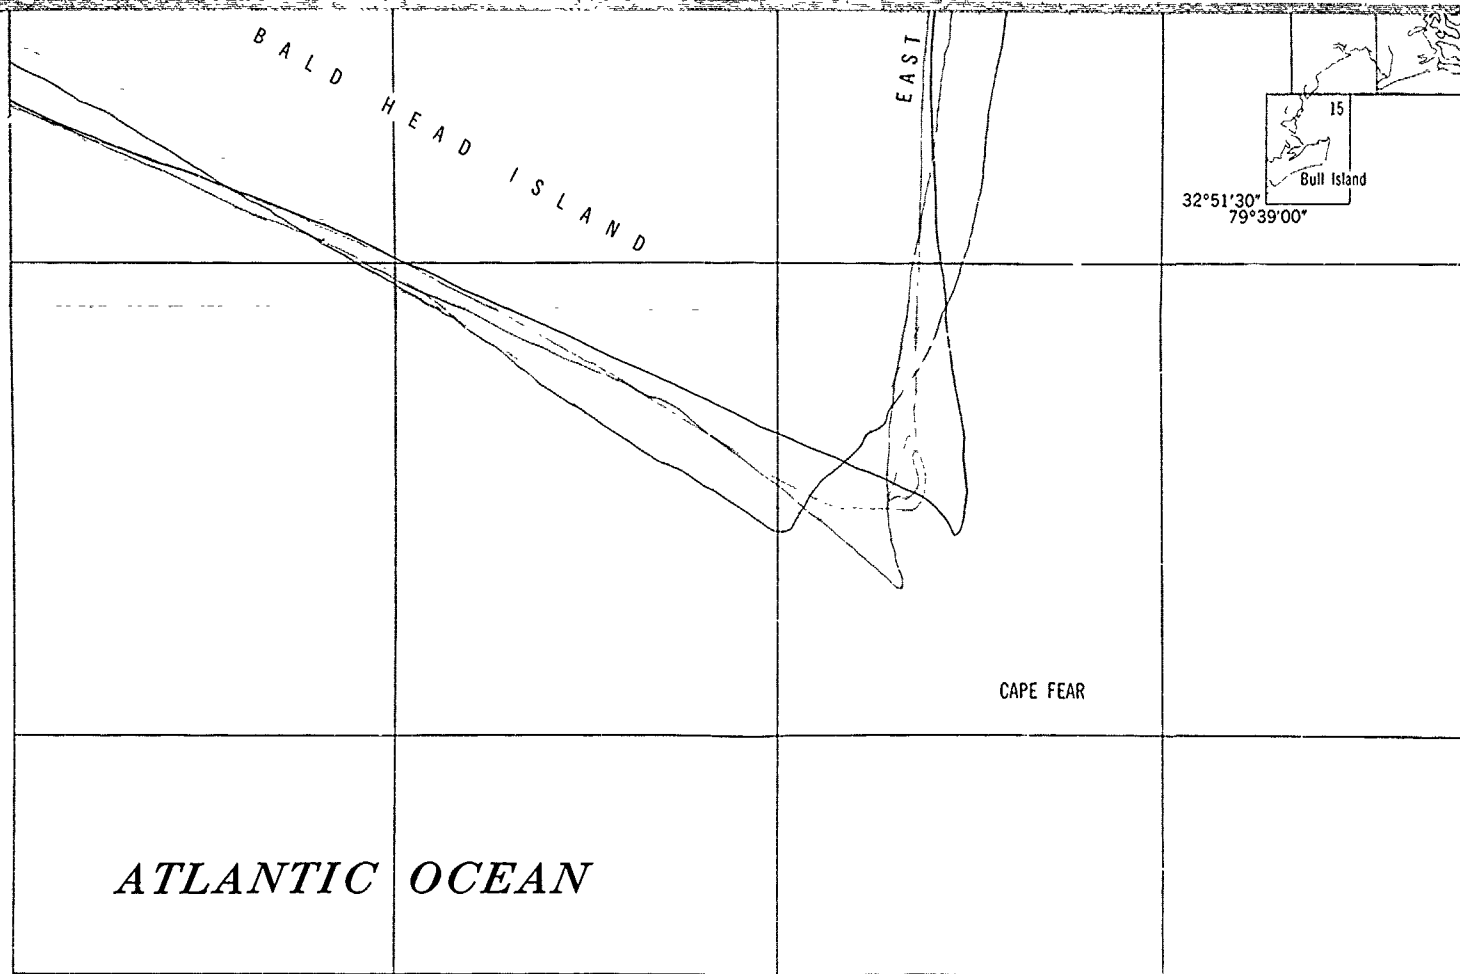 BALD HEAD ISLAND
EAST
15
Bull Island
32°51'30"
79°39'00"
CAPE FEAR
ATLANTIC OCEAN